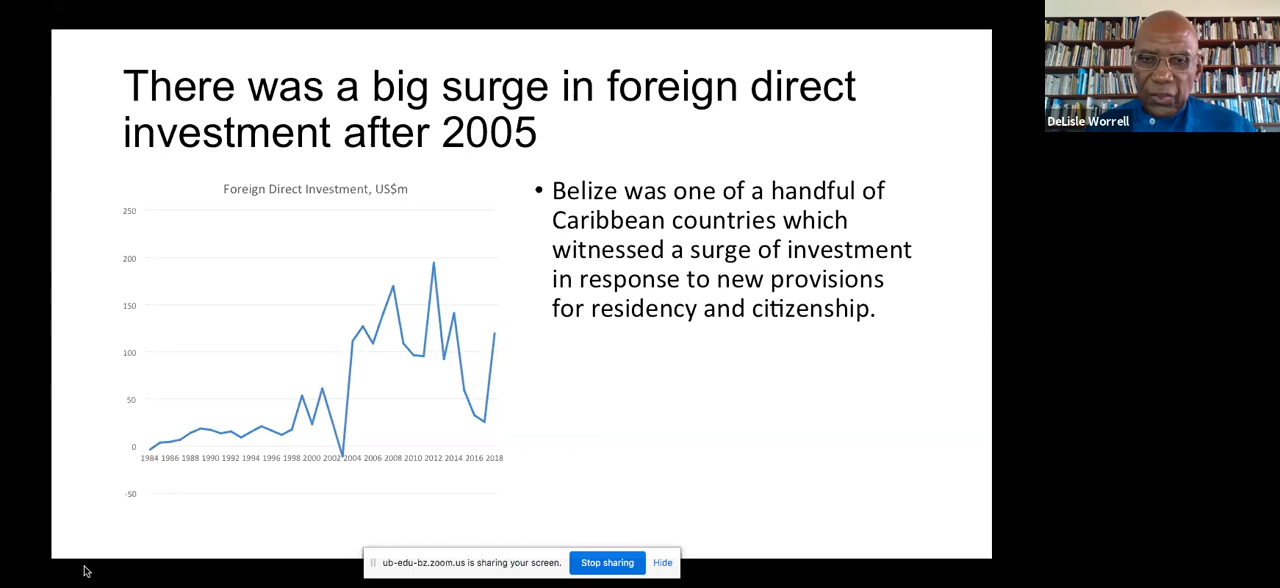 There was a big surge in foreign direct
investment after 2005
Foreign Direct Investment, US$m
250
200
150
100
50
0
-50
1984 1986 1988 1990 1992 1994 1996 1998 2000 2002 2004 2006 2008 2010 2012 2014 2016 2018
• Belize was one of a handful of
Caribbean countries which
witnessed a surge of investment
in response to new provisions
for residency and citizenship.
DeLisle Worrell
ub-edu-bz.zoom.us is sharing your screen. Stop sharing Hide